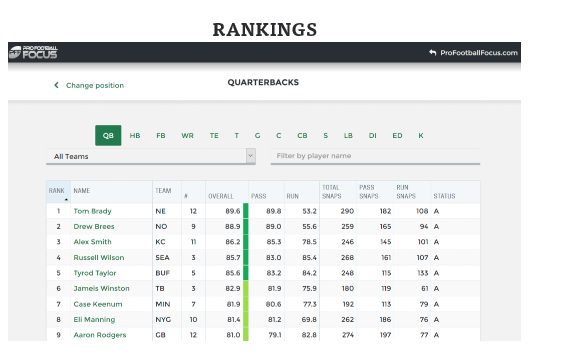 RANKINGS
PRO FOOTBALL
FOCUS
ProFootballFocus.com
Change position
QUARTERBACKS
QB HB FB WR TE T G C CB S LB DI ED K
All Teams
Filter by player name
RANK NAME TEAM # OVERALL PASS RUN TOTAL SNAPS PASS SNAPS RUN SNAPS STATUS
1 Tom Brady NE 12 89.6 89.8 53.2 290 182 108 A
2 Drew Brees NO 9 88.9 89.0 55.6 259 165 94 A
3 Alex Smith KC 11 86.2 85.3 78.5 246 145 101 A
4 Russell Wilson SEA 3 85.7 83.0 85.4 268 161 107 A
5 Tyrod Taylor BUF 5 85.6 83.2 84.2 248 115 133 A
6 Jameis Winston TB 3 82.9 81.9 75.9 180 119 61 A
7 Case Keenum MIN 7 81.9 80.6 77.3 192 113 79 A
8 Eli Manning NYG 10 81.4 81.2 69.8 262 186 76 A
9 Aaron Rodgers GB 12 81.0 79.1 82.8 274 197 77 A